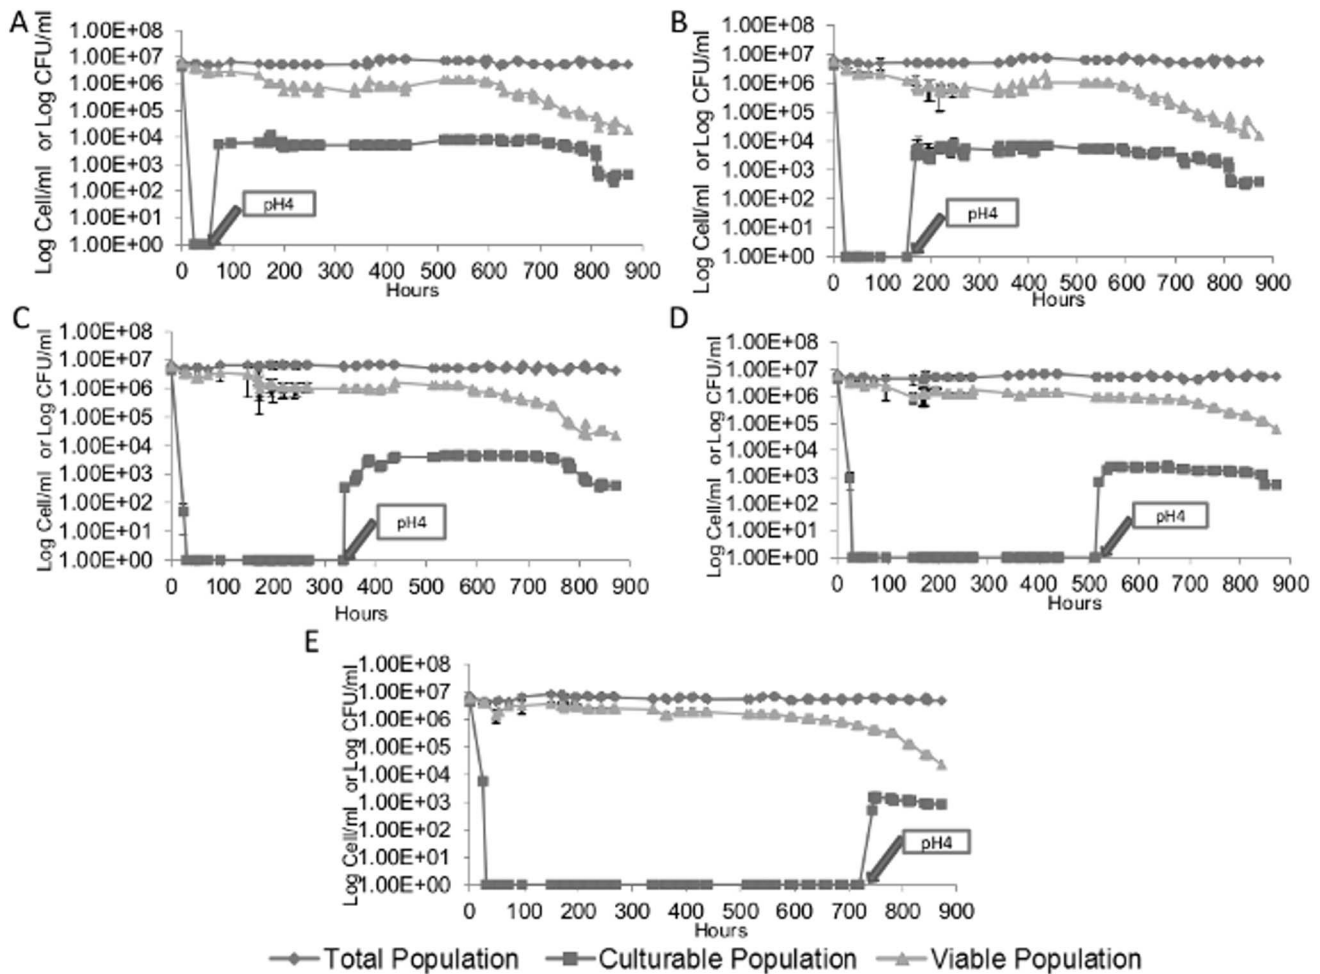 A
Log Cell/ml or Log CFU/ml
1.00E+08
1.00E+07
1.00E+06
1.00E+05
1.00E+04
1.00E+03
1.00E+02
1.00E+01
1.00E+00
pH4
0 100 200 300 400 500 600 700 800 900
Hours
B
Log Cell/ml or Log CFU/ml
1.00E+08
1.00E+07
1.00E+06
1.00E+05
1.00E+04
1.00E+03
1.00E+02
1.00E+01
1.00E+00
pH4
0 100 200 300 400 500 600 700 800 900
Hours
C
Log Cell/ml or Log CFU/ml
1.00E+08
1.00E+07
1.00E+06
1.00E+05
1.00E+04
1.00E+03
1.00E+02
1.00E+01
1.00E+00
pH4
0 100 200 300 400 500 600 700 800 900
Hours
D
Log Cell/ml or Log CFU/ml
1.00E+08
1.00E+07
1.00E+06
1.00E+05
1.00E+04
1.00E+03
1.00E+02
1.00E+01
1.00E+00
pH4
0 100 200 300 400 500 600 700 800 900
Hours
E
Log Cell/ml or Log CFU/ml
1.00E+08
1.00E+07
1.00E+06
1.00E+05
1.00E+04
1.00E+03
1.00E+02
1.00E+01
1.00E+00
pH4
0 100 200 300 400 500 600 700 800 900
Hours
Total Population Culturable Population Viable Population